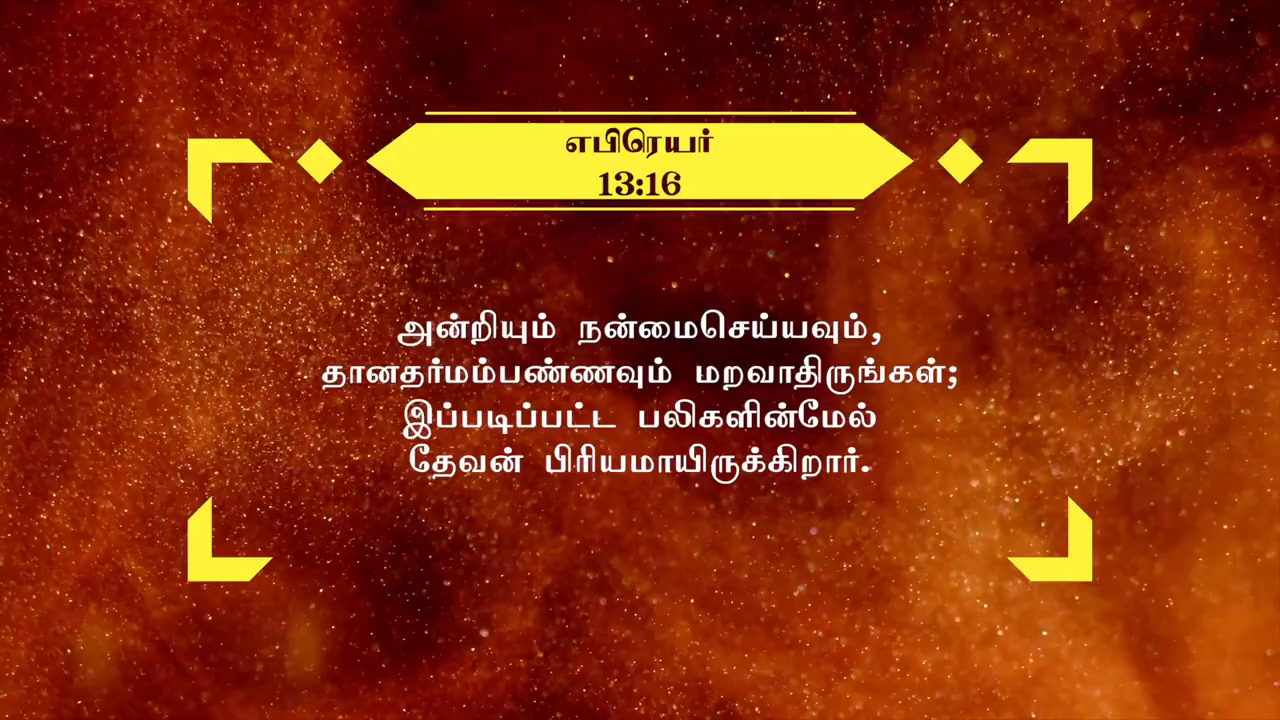 எபிரெயர்
13:16
அன்றியும் நன்மைசெய்யவும்,
தானதர்மம்பண்ணவும் மறவாதிருங்கள்;
இப்படிப்பட்ட பலிகளின்மேல்
தேவன் பிரியமாயிருக்கிறார்.